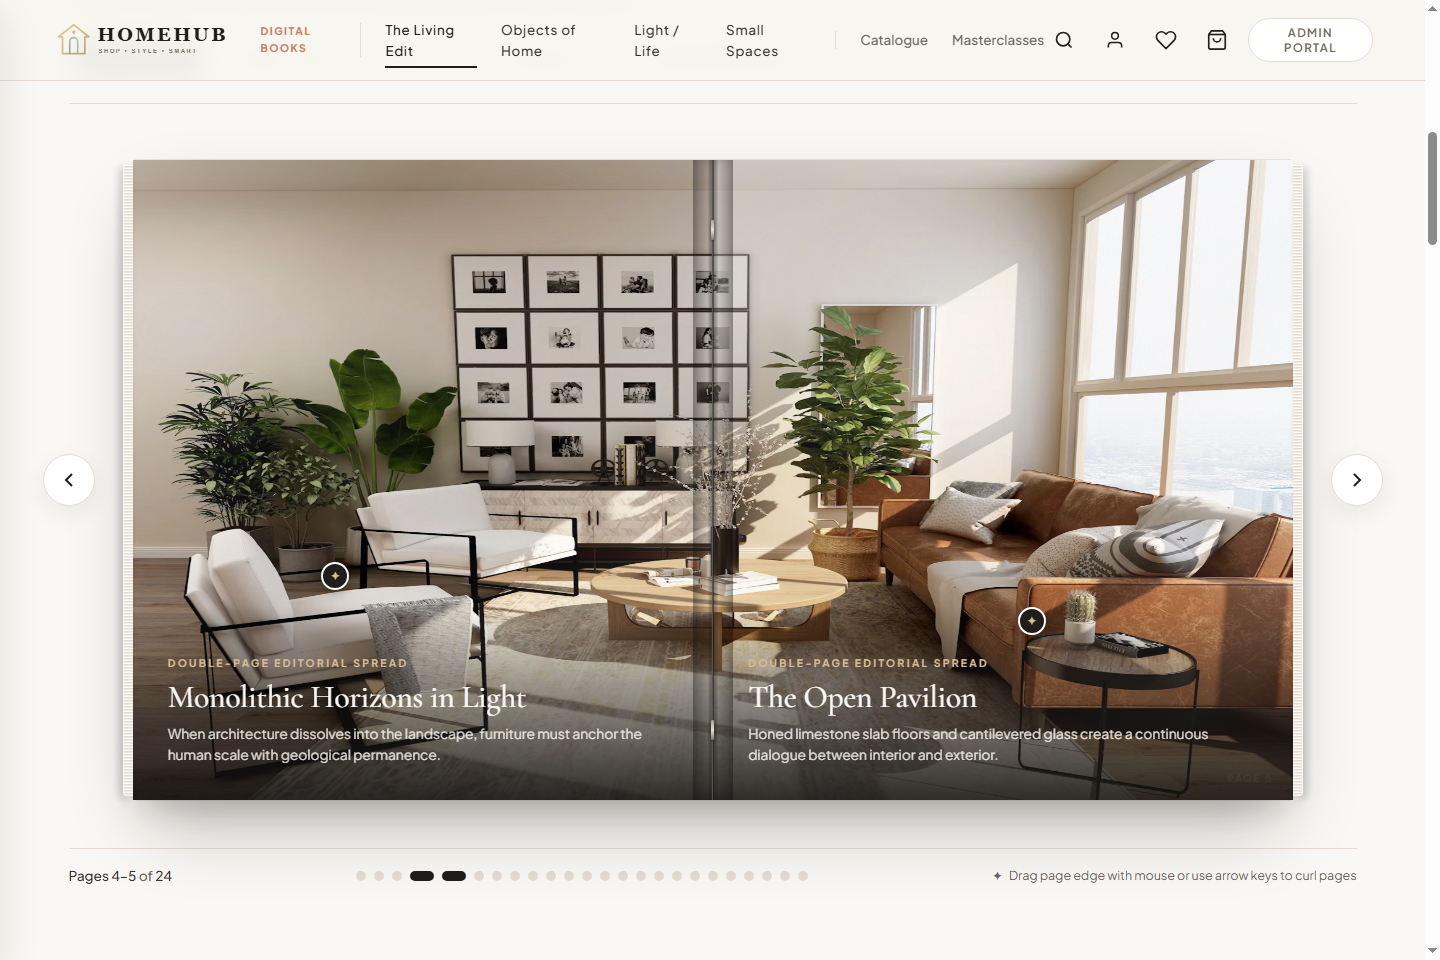 HOMEHUB
SHOP • STYLE • SMART
DIGITAL
BOOKS
The Living
Edit
Objects of
Home
Light /
Life
Small
Spaces
Catalogue
Masterclasses
ADMIN
PORTAL
DOUBLE-PAGE EDITORIAL SPREAD
Monolithic Horizons in Light
When architecture dissolves into the landscape, furniture must anchor the
human scale with geological permanence.
DOUBLE-PAGE EDITORIAL SPREAD
The Open Pavilion
Honed limestone slab floors and cantilevered glass create a continuous
dialogue between interior and exterior.
Pages 4–5 of 24
✦ Drag page edge with mouse or use arrow keys to curl pages